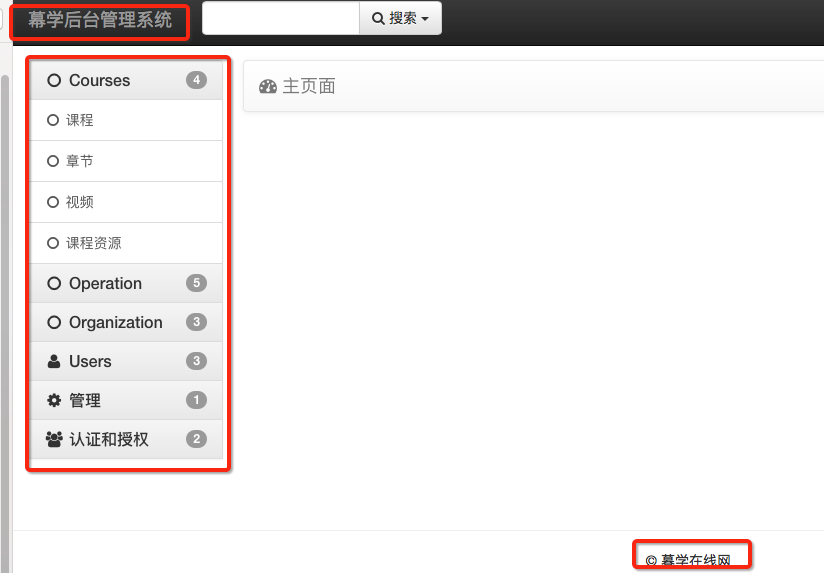 幕学后台管理系统
搜索
Courses 4
主页面
课程
章节
视频
课程资源
Operation 5
Organization 3
Users 3
管理 1
认证和授权 2
© 暮学在线网